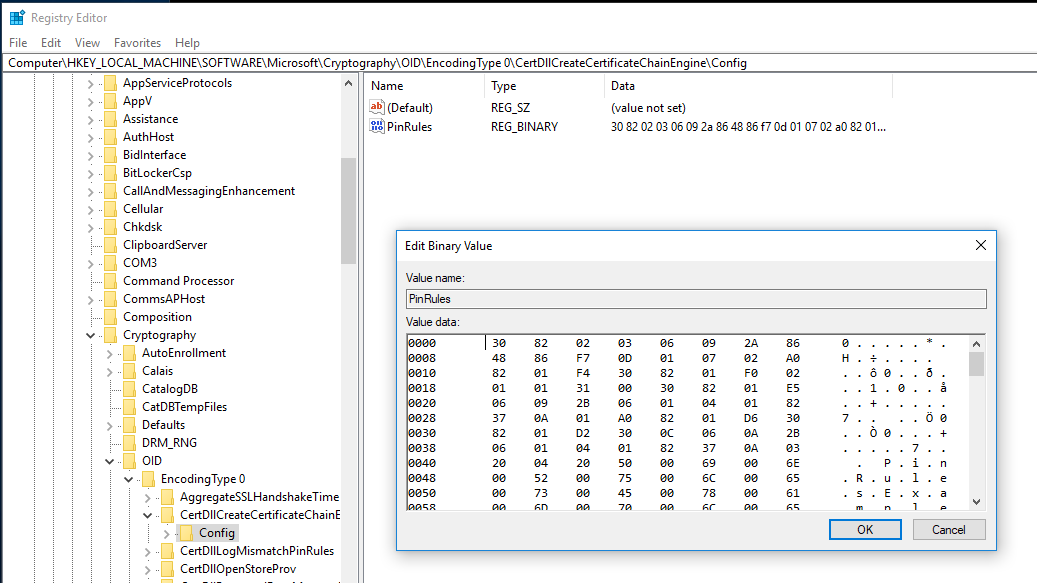 Registry Editor
File Edit View Favorites Help
Computer\HKEY_LOCAL_MACHINE\SOFTWARE\Microsoft\Cryptography\OID\EncodingType 0\CertDllCreateCertificateChainEngine\Config
AppServiceProtocols
AppV
Assistance
AuthHost
BidInterface
BitLockerCsp
CallAndMessagingEnhancement
Cellular
Chkdsk
ClipboardServer
COM3
Command Processor
CommsAPHost
Composition
Cryptography
AutoEnrollment
Calais
CatalogDB
CatDBTempFiles
Defaults
DRM_RNG
OID
EncodingType 0
AggregateSSLHandshakeTime
CertDllCreateCertificateChainE
Config
CertDllLogMismatchPinRules
CertDllOpenStoreProv
Name Type Data
(Default) REG_SZ (value not set)
PinRules REG_BINARY 30 82 02 03 06 09 2a 86 48 86 f7 0d 01 07 02 a0 82 01...
Edit Binary Value
Value name:
PinRules
Value data:
0000 30 82 02 03 06 09 2A 86 0 . . . . . * .
0008 48 86 F7 0D 01 07 02 A0 H . ÷ . . . .
0010 82 01 F4 30 82 01 F0 02 . . ô 0 . . ð .
0018 01 01 31 00 30 82 01 E5 . . 1 . 0 . . å
0020 06 09 2B 06 01 04 01 82 . . + . . . . .
0028 37 0A 01 A0 82 01 D6 30 7 . . . . Ö 0
0030 82 01 D2 30 0C 06 0A 2B . . Ò 0 . . . +
0038 06 01 04 01 82 37 0A 03 . . . . . 7 . .
0040 20 04 20 50 00 69 00 6E . P . i . n
0048 00 52 00 75 00 6C 00 65 . R . u . l . e
0050 00 73 00 45 00 78 00 61 . s . E . x . a
0058 00 6D 00 70 00 6C 00 65 . m . p . l . e
OK Cancel